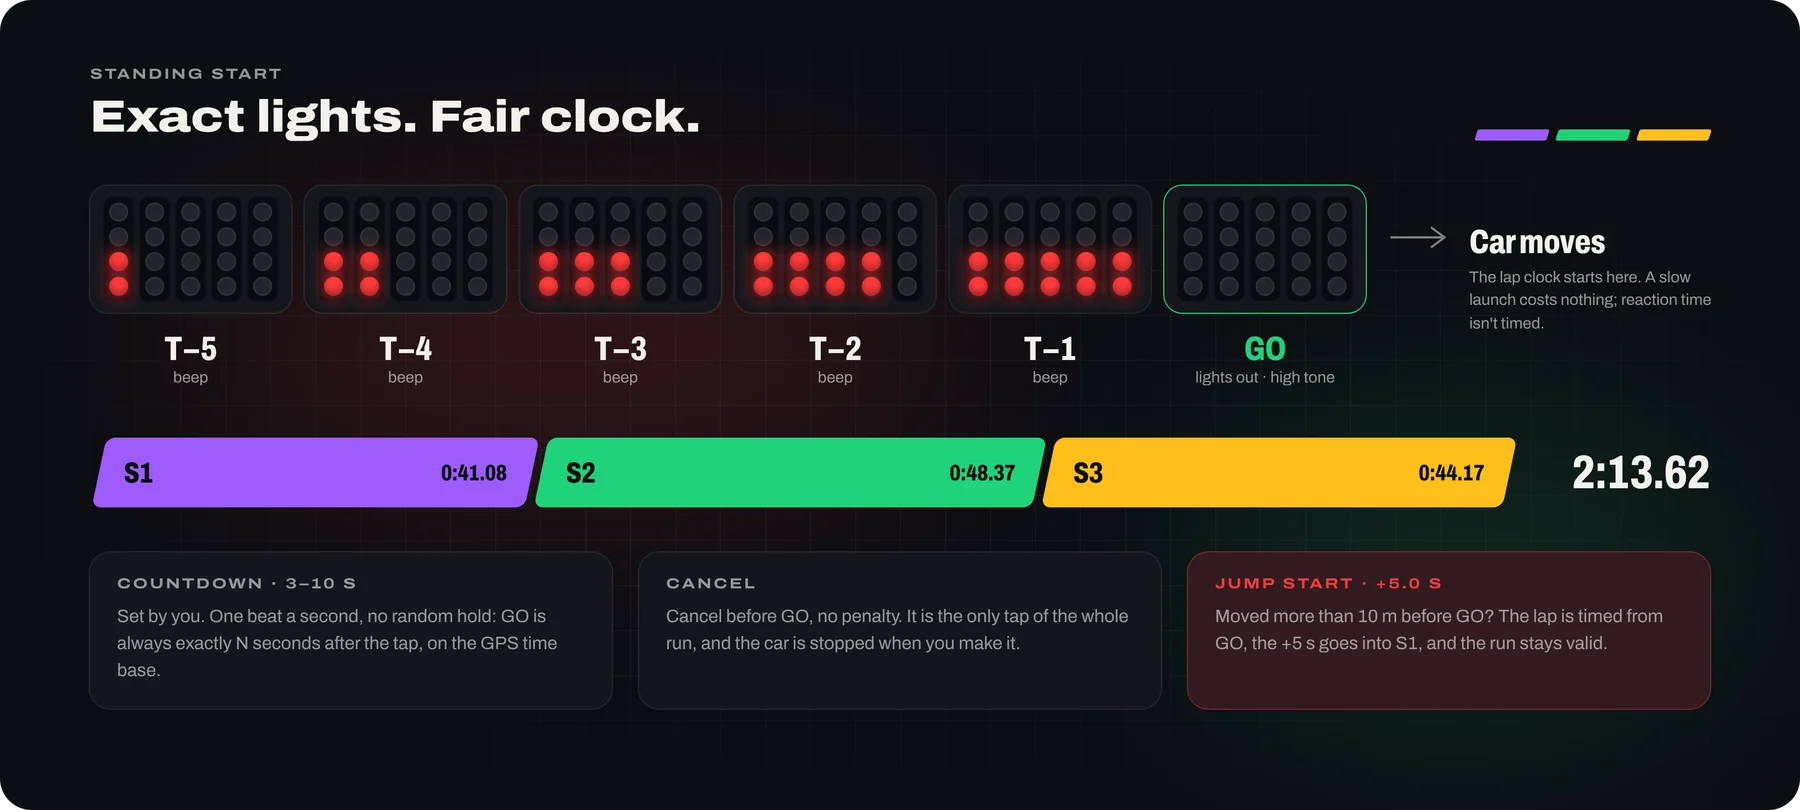 STANDING START
Exact lights. Fair clock.
T–5
beep
T–4
beep
T–3
beep
T–2
beep
T–1
beep
GO
lights out · high tone
Car moves
The lap clock starts here. A slow
launch costs nothing; reaction time
isn't timed.
S1 0:41.08
S2 0:48.37
S3 0:44.17
2:13.62
COUNTDOWN · 3–10 S
Set by you. One beat a second, no random hold: GO is
always exactly N seconds after the tap, on the GPS time
base.
CANCEL
Cancel before GO, no penalty. It is the only tap of the whole
run, and the car is stopped when you make it.
JUMP START · +5.0 S
Moved more than 10 m before GO? The lap is timed from
GO, the +5 s goes into S1, and the run stays valid.